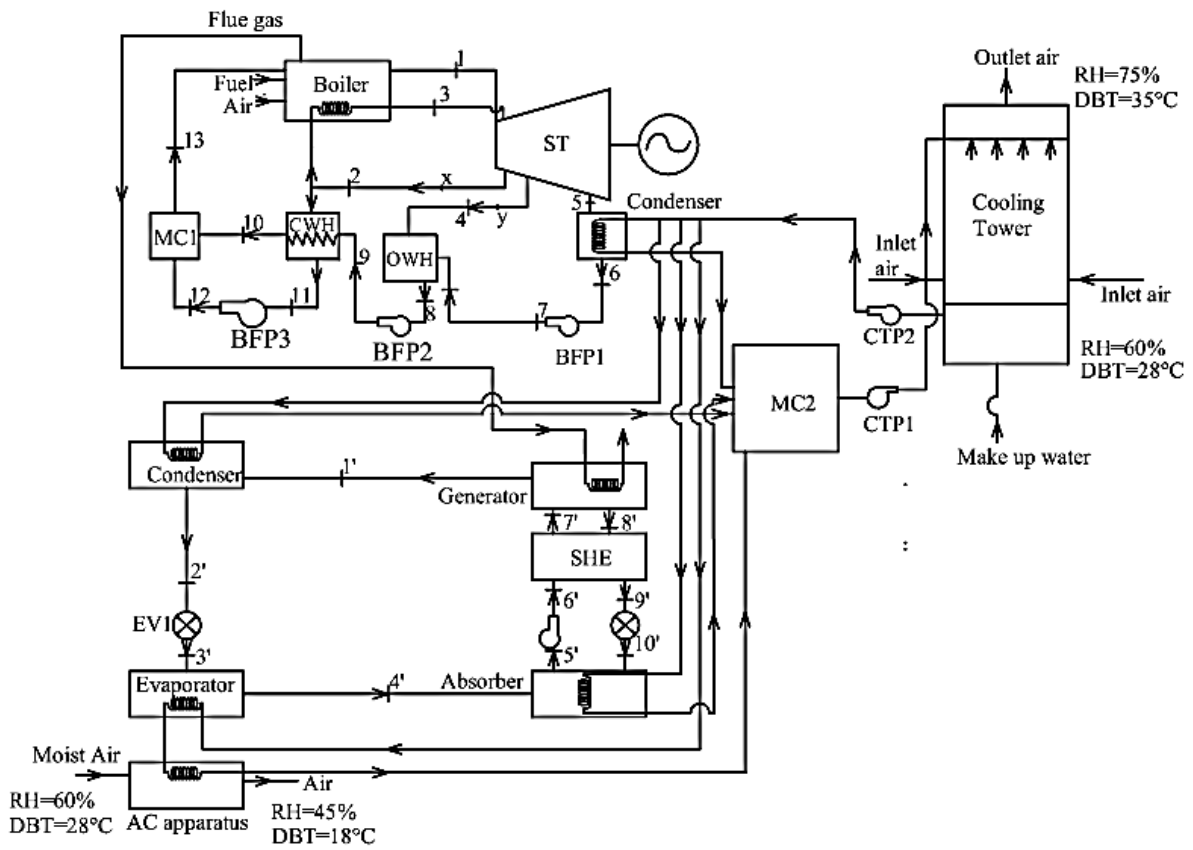 Flue gas
Outlet air
RH=75%
DBT=35°C
1
Fuel
Boiler
Air
3
ST
13
2
x
Condenser
5
4
y
Cooling
Tower
MC1
10
CWH
9
OWH
6
Inlet
air
Inlet air
12
11
8
7
CTP2
BFP3
BFP2
BFP1
RH=60%
DBT=28°C
MC2
CTP1
Make up water
Condenser
1'
Generator
7'
8'
SHE
2'
6'
9'
EV1
3'
5'
10'
Evaporator
4'
Absorber
Moist Air
Air
RH=60%
DBT=28°C
AC apparatus
RH=45%
DBT=18°C